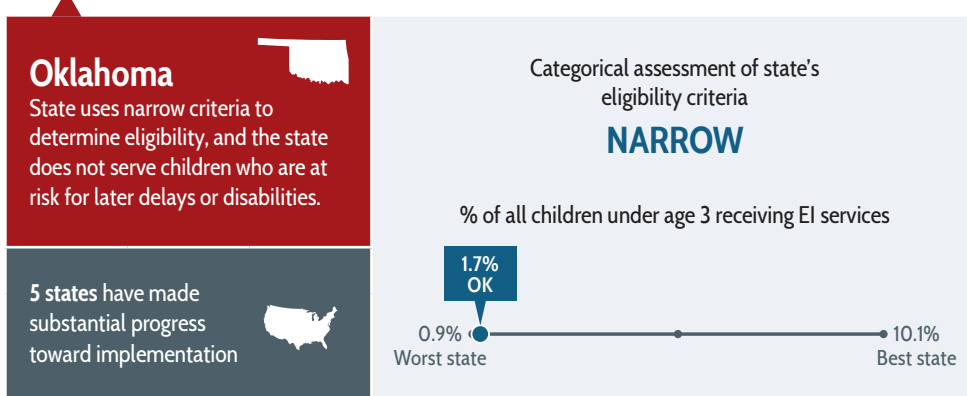 Oklahoma
State uses narrow criteria to
determine eligibility, and the state
does not serve children who are at
risk for later delays or disabilities.
5 states have made
substantial progress
toward implementation
Categorical assessment of state's
eligibility criteria
NARROW
% of all children under age 3 receiving EI services
1.7%
OK
0.9%
Worst state
10.1%
Best state